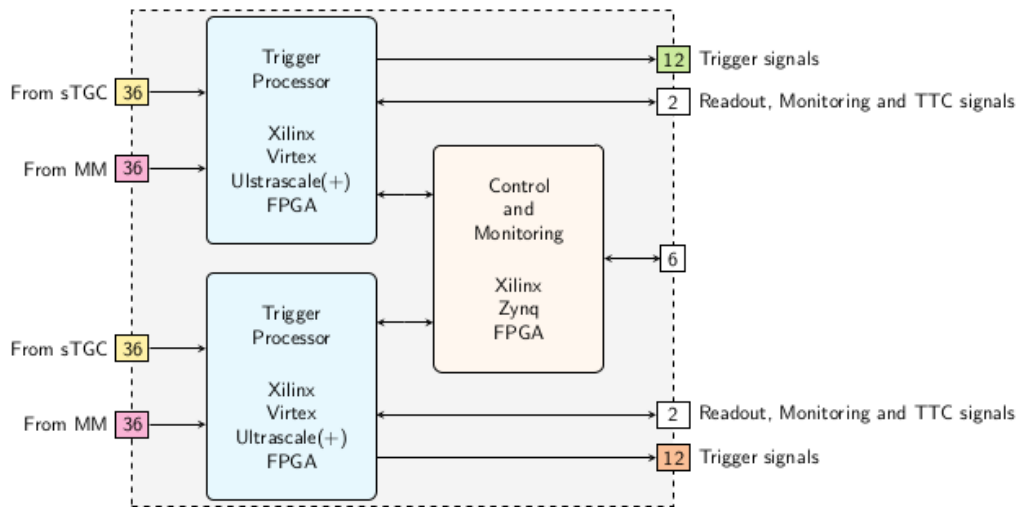 Trigger
Processor
Xilinx
Virtex
Ulstrascale(+)
FPGA
From sTGC 36
From MM 36
12 Trigger signals
2 Readout, Monitoring and TTC signals
Control
and
Monitoring
Xilinx
Zynq
FPGA
6
Trigger
Processor
Xilinx
Virtex
Ultrascale(+)
FPGA
From sTGC 36
From MM 36
2 Readout, Monitoring and TTC signals
12 Trigger signals